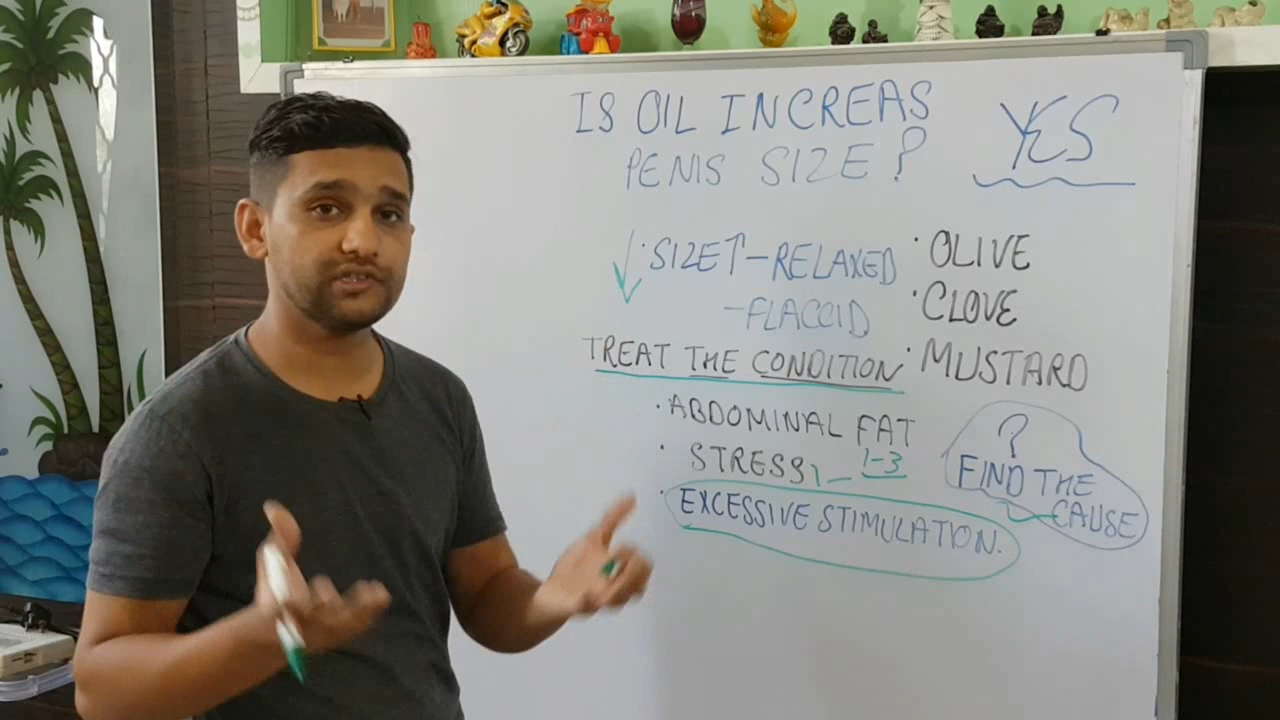 IS OIL INCREAS
PENIS SIZE?
YES
· SIZE↑ - RELAXED
- FLACCID
· OLIVE
· CLOVE
· MUSTARD
TREAT THE CONDITION
· ABDOMINAL FAT
· STRESS
1-3
· EXCESSIVE STIMULATION.
?
FIND THE
CAUSE